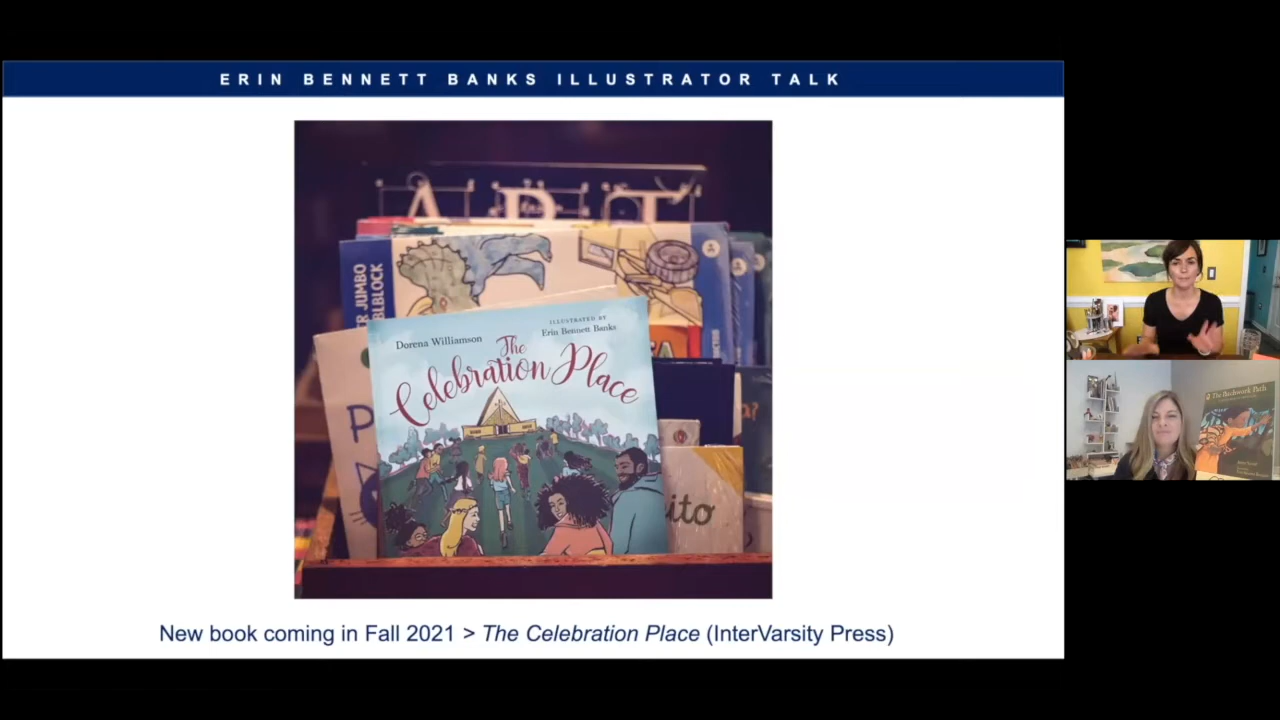 ERIN BENNETT BANKS ILLUSTRATOR TALK
ART
JUMBO
Dorena Williamson
ILLUSTRATED BY
Erin Bennett Banks
The
Celebration Place
ito
The Patchwork Path
New book coming in Fall 2021 > The Celebration Place (InterVarsity Press)